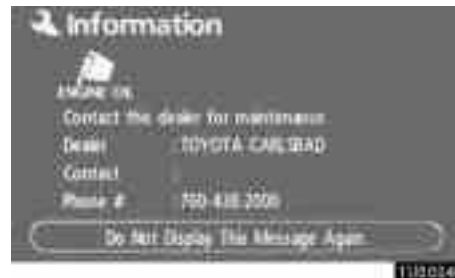 Information
ENGINE OIL
Contact the dealer for maintenance.
Dealer : TOYOTA CARLSBAD
Contact :
Phone # : 760-438-2000
Do Not Display This Message Again